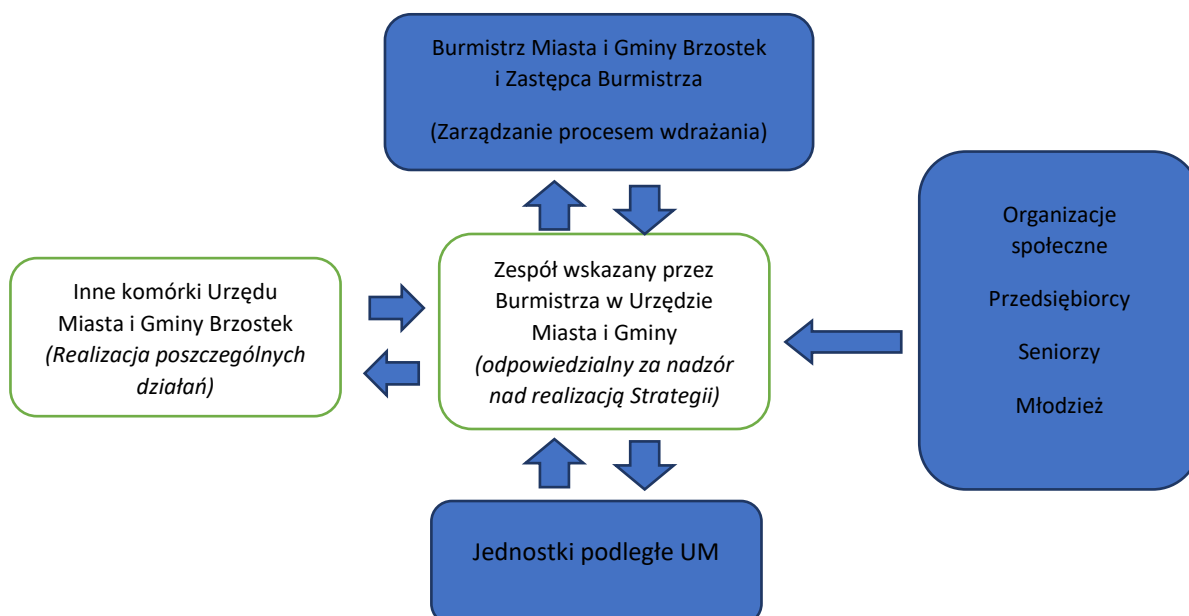 Burmistrz Miasta i Gminy Brzostek
i Zastępca Burmistrza
(Zarządzanie procesem wdrażania)
Inne komórki Urzędu
Miasta i Gminy Brzostek
(Realizacja poszczególnych
działań)
Zespół wskazany przez
Burmistrza w Urzędzie
Miasta i Gminy
(odpowiedzialny za nadzór
nad realizacją Strategii)
Organizacje
społeczne
Przedsiębiorcy
Seniorzy
Młodzież
Jednostki podległe UM